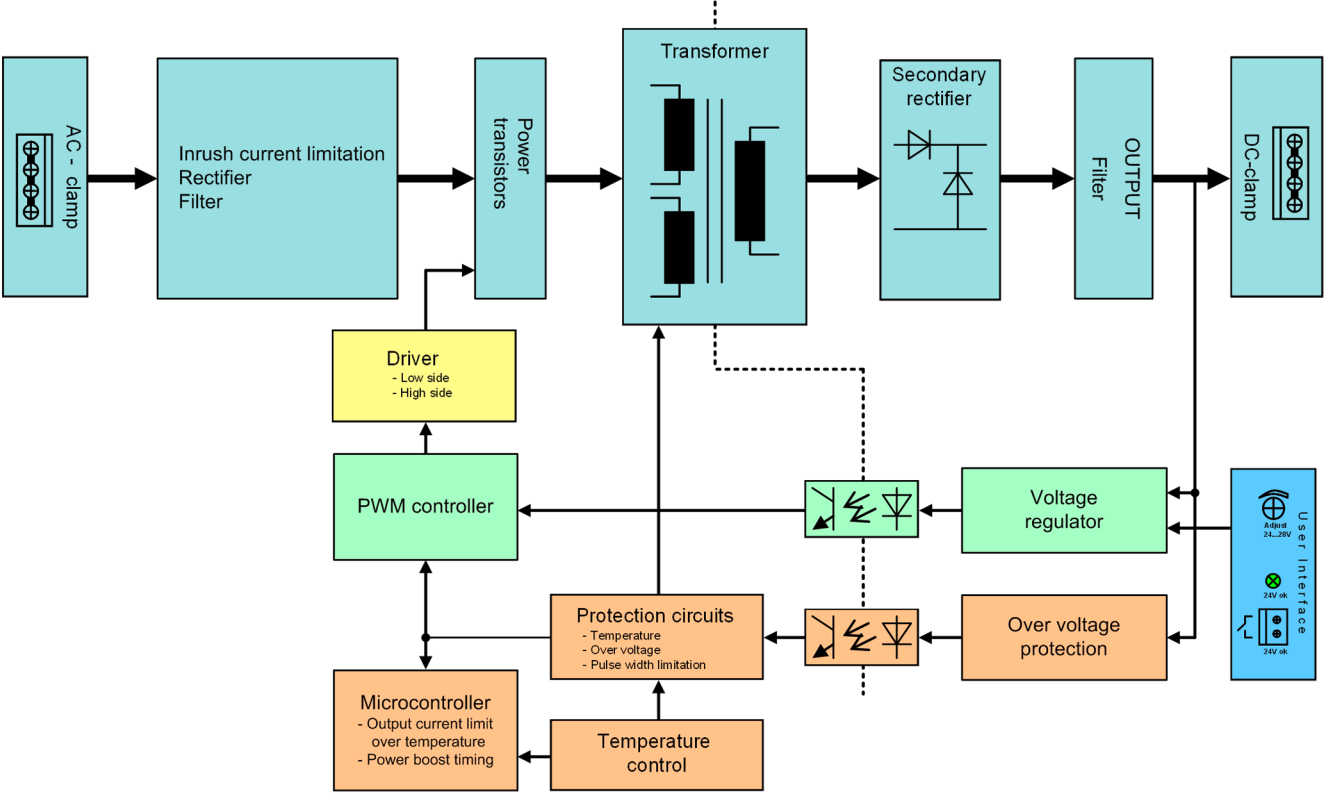 AC - clamp
Inrush current limitation
Rectifier
Filter
Power
transistors
Transformer
Secondary
rectifier
OUTPUT
Filter
DC-clamp
Driver
- Low side
- High side
PWM controller
Voltage
regulator
Adjust
24...28V
24V ok
24V ok
User Interface
Protection circuits
- Temperature
- Over voltage
- Pulse width limitation
Over voltage
protection
Microcontroller
- Output current limit
over temperature
- Power boost timing
Temperature
control